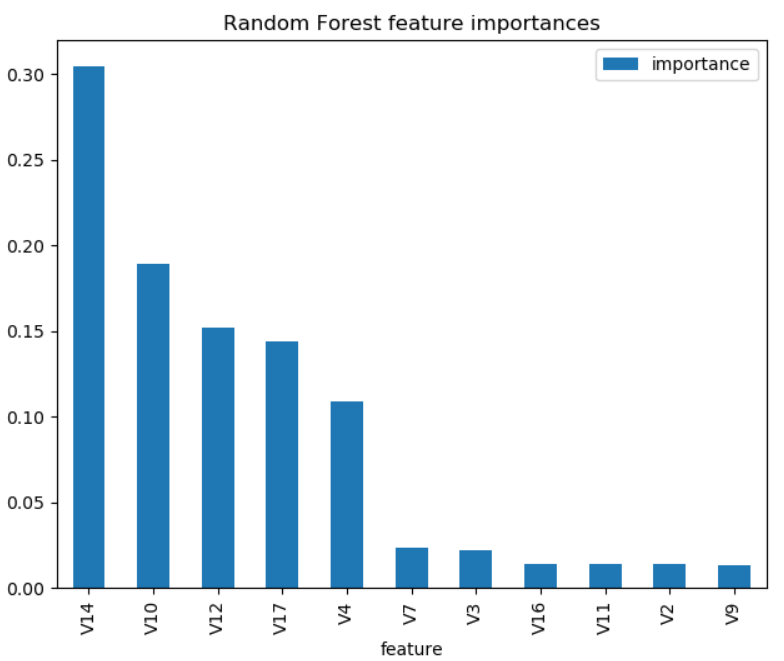 Random Forest feature importances
importance
0.30
0.25
0.20
0.15
0.10
0.05
0.00
V14
V10
V12
V17
V4
V7
V3
V16
V11
V2
V9
feature